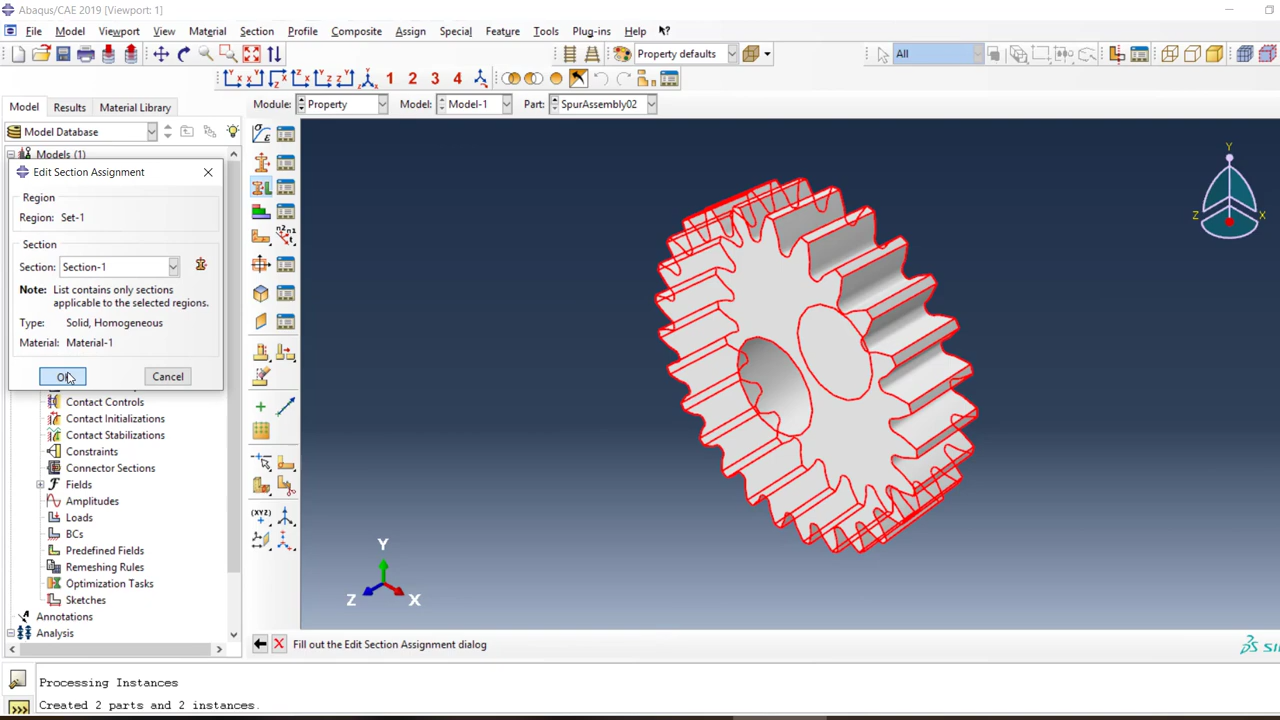 Abaqus/CAE 2019 [Viewport: 1]
File Model Viewport View Material Section Profile Composite Assign Special Feature Tools Plug-ins Help
Property defaults
All
1 2 3 4
Model Results Material Library
Module: Property Model: Model-1 Part: SpurAssembly02
Model Database
Models (1)
Edit Section Assignment
Region
Region: Set-1
Section
Section: Section-1
Note: List contains only sections
applicable to the selected regions.
Type: Solid, Homogeneous
Material: Material-1
Cancel
Contact Controls
Contact Initializations
Contact Stabilizations
Constraints
Connector Sections
Fields
Amplitudes
Loads
BCs
Predefined Fields
Remeshing Rules
Optimization Tasks
Sketches
Annotations
Analysis
Y
Z X
Y
Z X
Fill out the Edit Section Assignment dialog
Processing Instances
Created 2 parts and 2 instances.